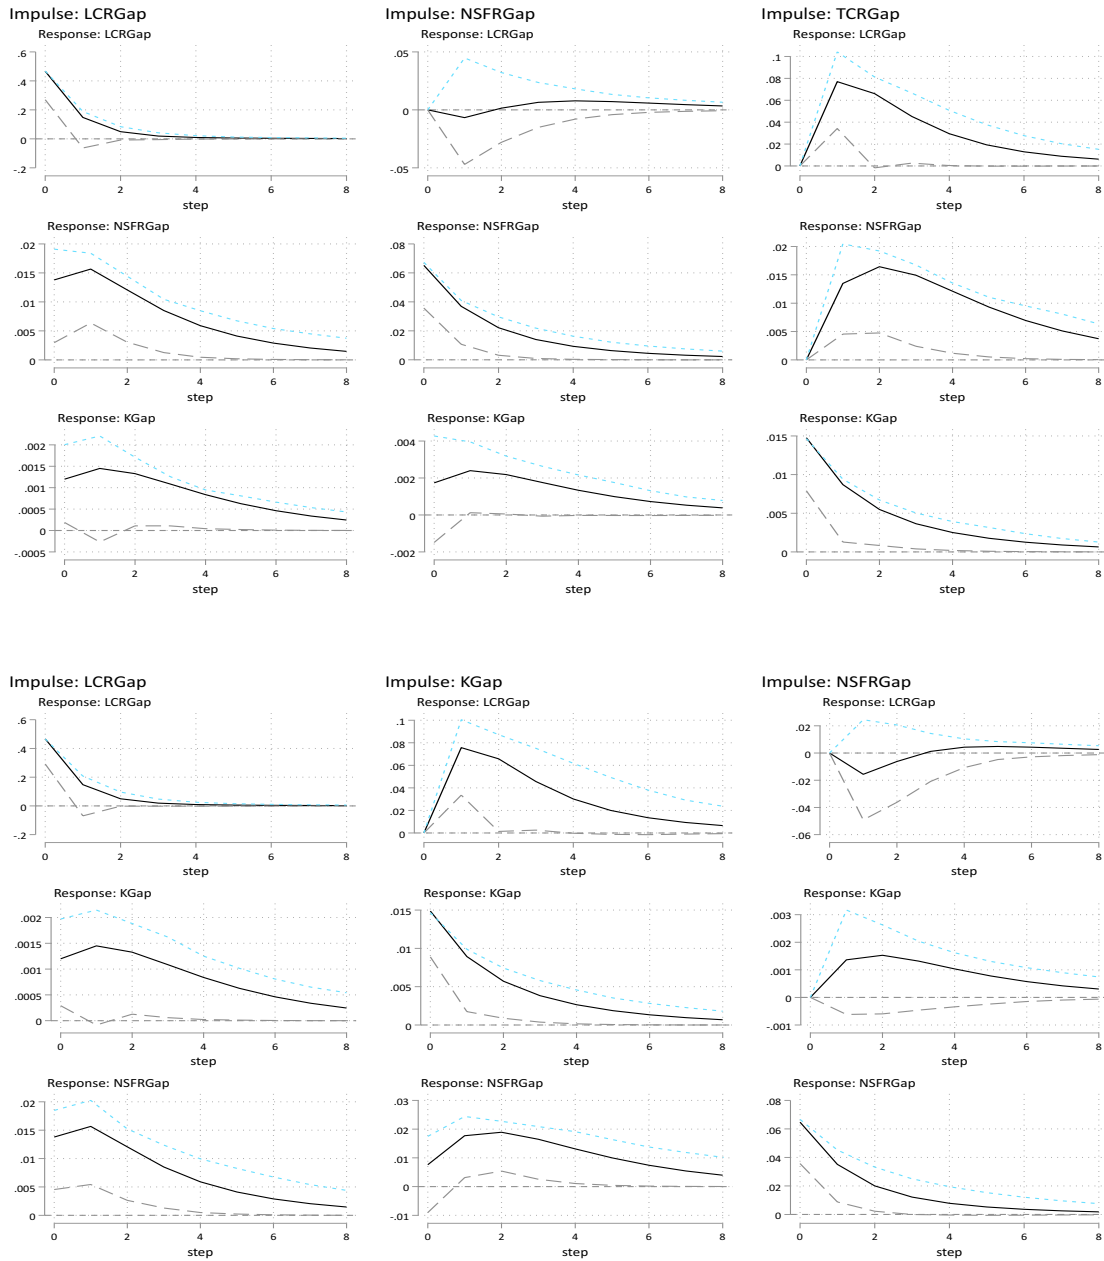 Impulse: LCRGap Impulse: NSFRGap Impulse: TCRGap
Response: LCRGap Response: LCRGap Response: LCRGap
.6 .05 .1
.4 .08
.2 0 .06
0 .04
-.2 -.05 .02
0
0 2 4 6 8 0 2 4 6 8 0 2 4 6 8
step step step
Response: NSFRGap Response: NSFRGap Response: NSFRGap
.02 .08 .02
.015 .06 .015
.01 .04 .01
.005 .02 .005
0 0 0
0 2 4 6 8 0 2 4 6 8 0 2 4 6 8
step step step
Response: KGap Response: KGap Response: KGap
.002 .004 .015
.0015 .002 .01
.001 0 .005
.0005 -.002 0
0
-.0005
0 2 4 6 8 0 2 4 6 8 0 2 4 6 8
step step step
Impulse: LCRGap Impulse: KGap Impulse: NSFRGap
Response: LCRGap Response: LCRGap Response: LCRGap
.6 .1 .02
.4 .08 0
.2 .06 -.02
0 .04 -.04
-.2 .02 -.06
0
0 2 4 6 8 0 2 4 6 8 0 2 4 6 8
step step step
Response: KGap Response: KGap Response: KGap
.002 .015 .003
.0015 .01 .002
.001 .005 .001
.0005 0 0
0 -.001
0 2 4 6 8 0 2 4 6 8 0 2 4 6 8
step step step
Response: NSFRGap Response: NSFRGap Response: NSFRGap
.02 .03 .08
.015 .02 .06
.01 .01 .04
.005 0 .02
0 -.01 0
0 2 4 6 8 0 2 4 6 8 0 2 4 6 8
step step step